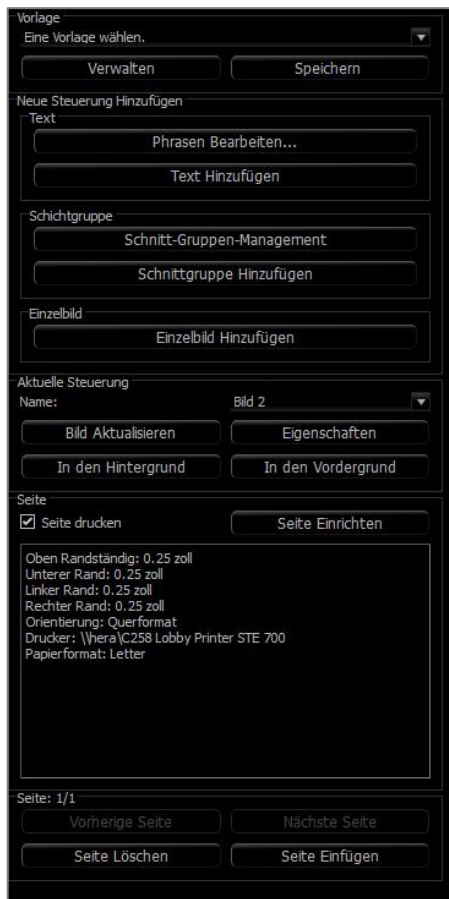 Vorlage
Eine Vorlage wählen.
Verwalten Speichern
Neue Steuerung Hinzufügen
Text
Phrasen Bearbeiten...
Text Hinzufügen
Schichtgruppe
Schnitt-Gruppen-Management
Schnittgruppe Hinzufügen
Einzelbild
Einzelbild Hinzufügen
Aktuelle Steuerung
Name: Bild 2
Bild Aktualisieren Eigenschaften
In den Hintergrund In den Vordergrund
Seite
Seite drucken Seite Einrichten
Oben Randständig: 0.25 zoll
Unterer Rand: 0.25 zoll
Linker Rand: 0.25 zoll
Rechter Rand: 0.25 zoll
Orientierung: Querformat
Drucker: \\hera\C258 Lobby Printer STE 700
Papierformat: Letter
Seite: 1/1
Vorherige Seite Nächste Seite
Seite Löschen Seite Einfügen